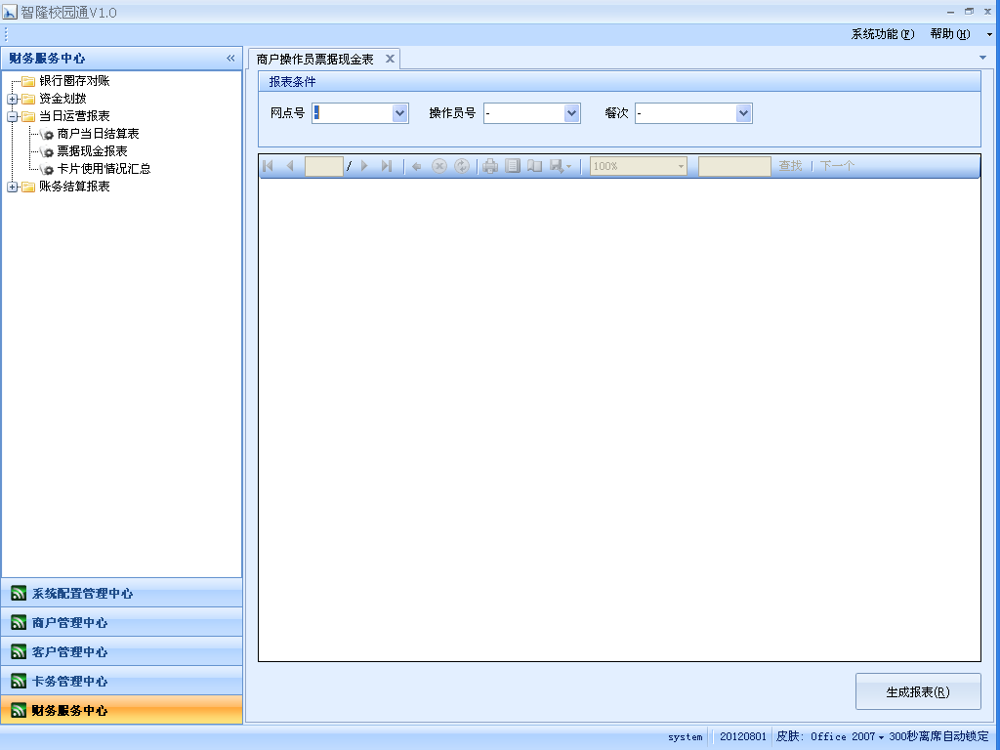 智隆校园通V1.0
系统功能(F) 帮助(H)
财务服务中心 «
银行圈存对账
资金划拨
当日运营报表
商户当日结算表
票据现金报表
卡片使用情况汇总
账务结算报表
系统配置管理中心
商户管理中心
客户管理中心
卡务管理中心
财务服务中心
商户操作员票据现金表
报表条件
网点号 - 操作员号 - 餐次 -
/ 100% 查找 | 下一个
生成报表(R)
system 20120801 皮肤: Office 2007 300秒离席自动锁定